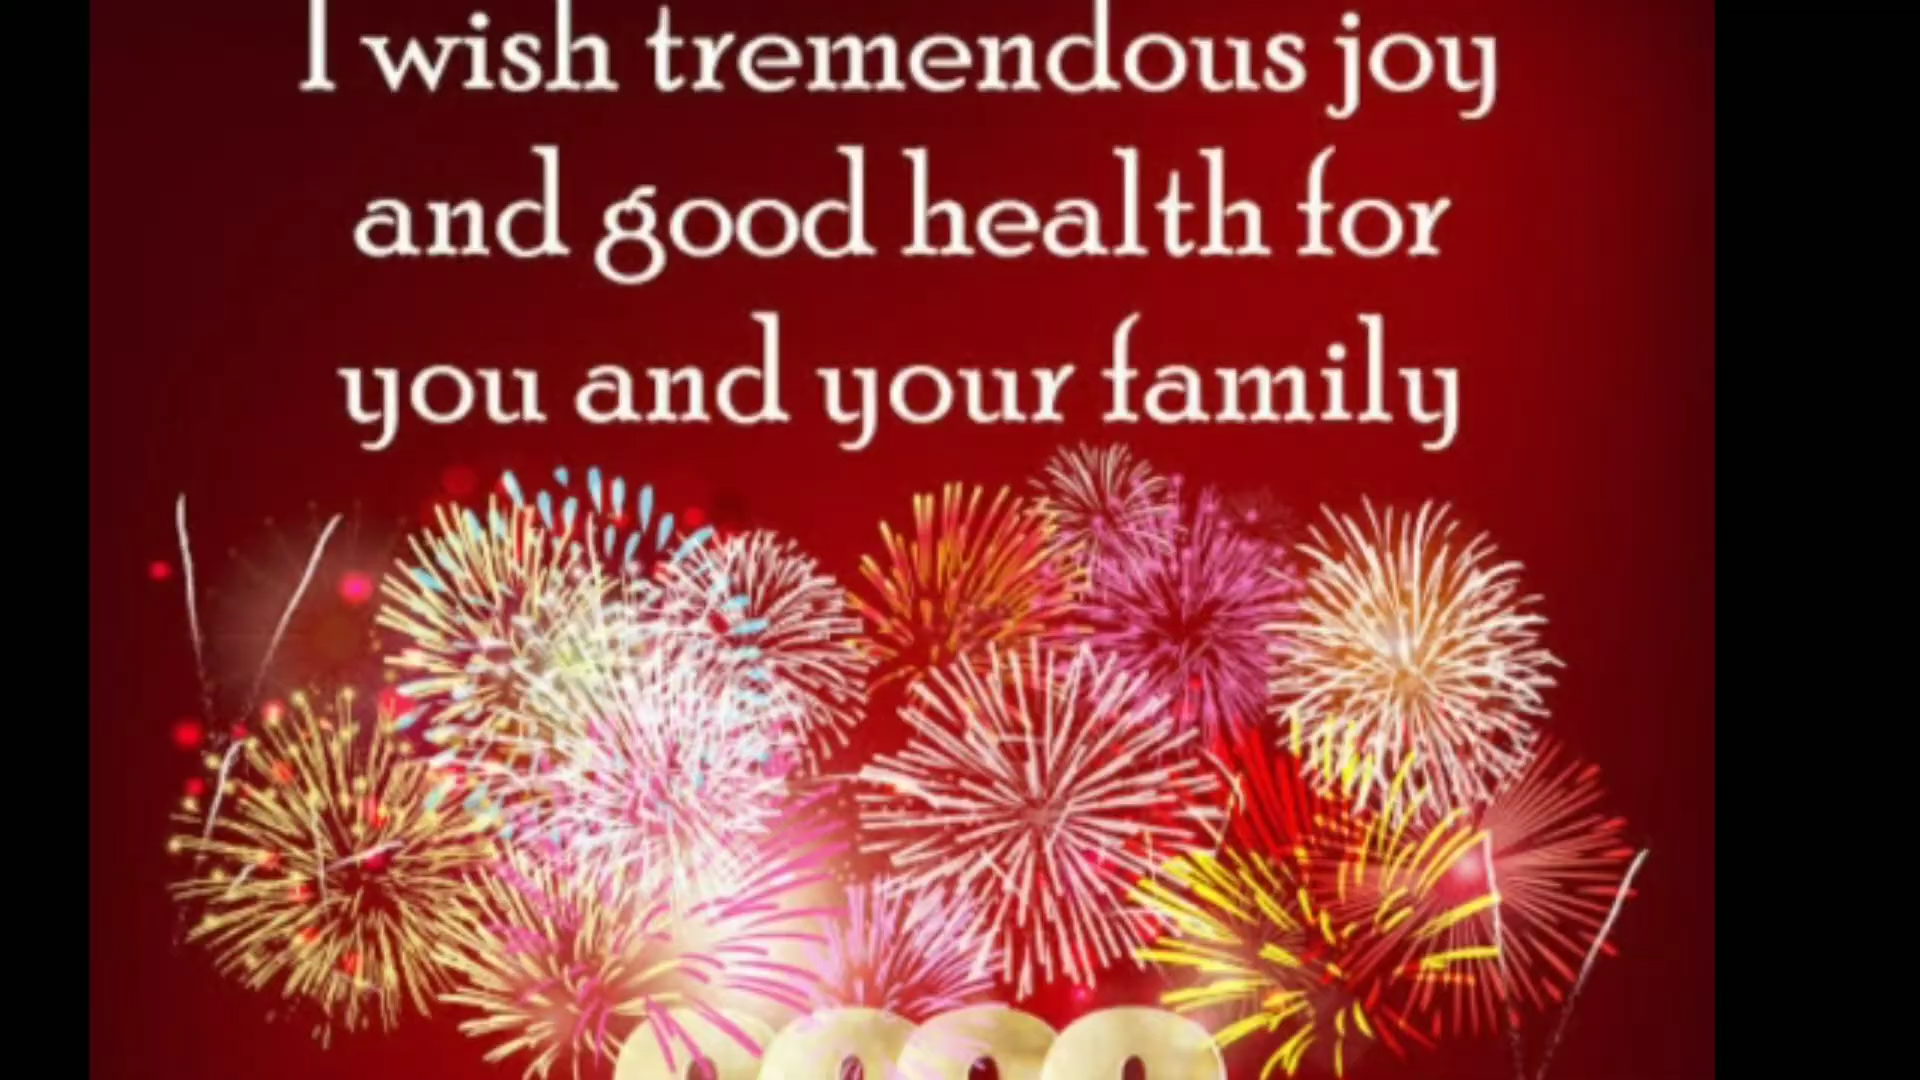 I wish tremendous joy
and good health for
you and your family